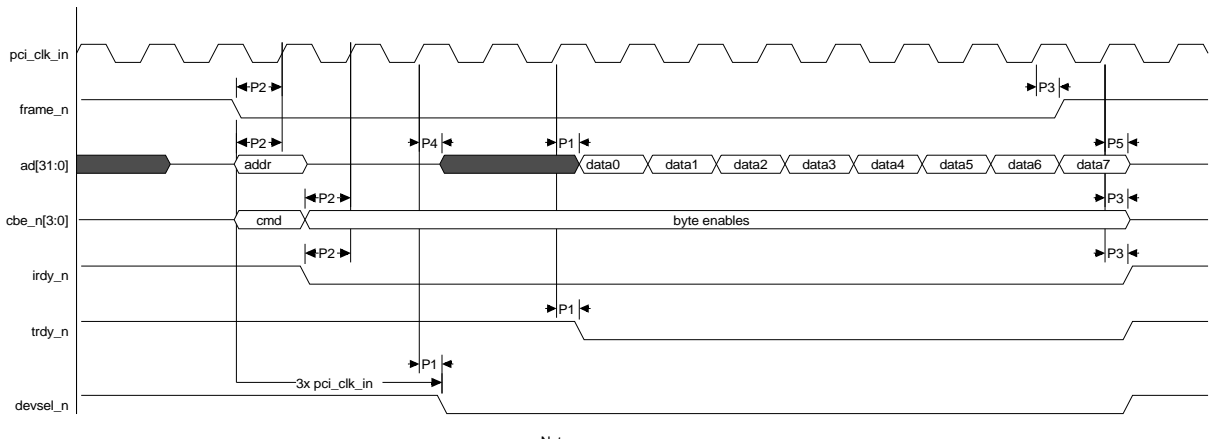 pci_clk_in
P2 P3
frame_n
P2 P4 P1 P5
ad[31:0] addr data0 data1 data2 data3 data4 data5 data6 data7
P2 P3
cbe_n[3:0] cmd byte enables
P2 P3
irdy_n
P1
trdy_n
P1
3x pci_clk_in
devsel_n